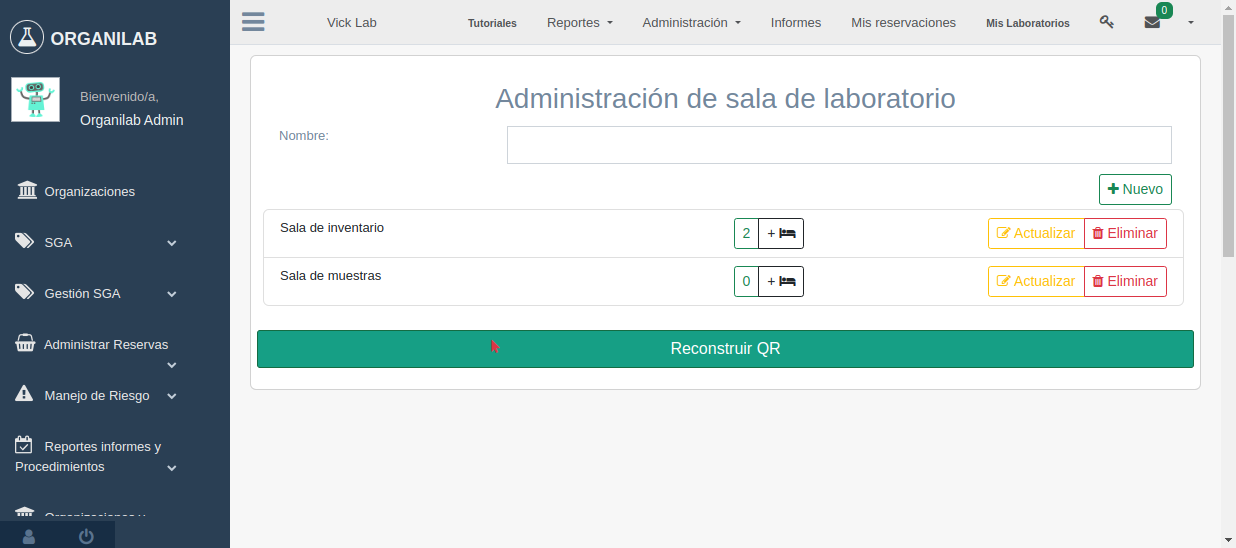 ORGANILAB
Bienvenido/a,
Organilab Admin
Organizaciones
SGA
Gestión SGA
Administrar Reservas
Manejo de Riesgo
Reportes informes y
Procedimientos
Organizaciones y
Vick Lab
Tutoriales
Reportes
Administración
Informes
Mis reservaciones
Mis Laboratorios
0
Administración de sala de laboratorio
Nombre:
+ Nuevo
Sala de inventario 2 + Actualizar Eliminar
Sala de muestras 0 + Actualizar Eliminar
Reconstruir QR